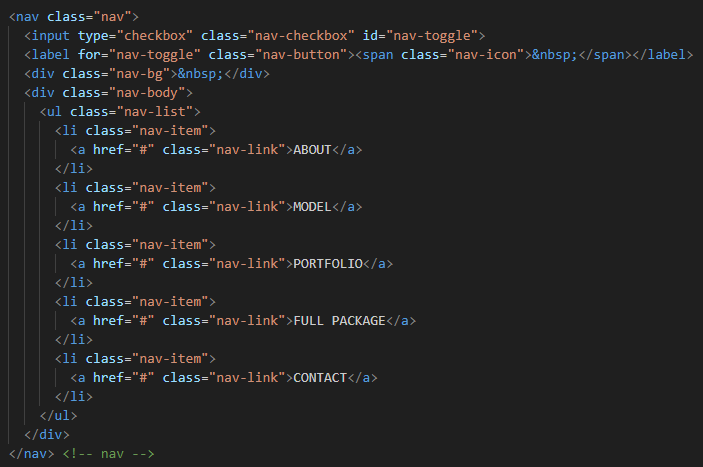 <nav class="nav">
<input type="checkbox" class="nav-checkbox" id="nav-toggle">
<label for="nav-toggle" class="nav-button"><span class="nav-icon">&nbsp;</span></label>
<div class="nav-bg">&nbsp;</div>
<div class="nav-body">
<ul class="nav-list">
<li class="nav-item">
<a href="#" class="nav-link">ABOUT</a>
</li>
<li class="nav-item">
<a href="#" class="nav-link">MODEL</a>
</li>
<li class="nav-item">
<a href="#" class="nav-link">PORTFOLIO</a>
</li>
<li class="nav-item">
<a href="#" class="nav-link">FULL PACKAGE</a>
</li>
<li class="nav-item">
<a href="#" class="nav-link">CONTACT</a>
</li>
</ul>
</div>
</nav> <!-- nav -->